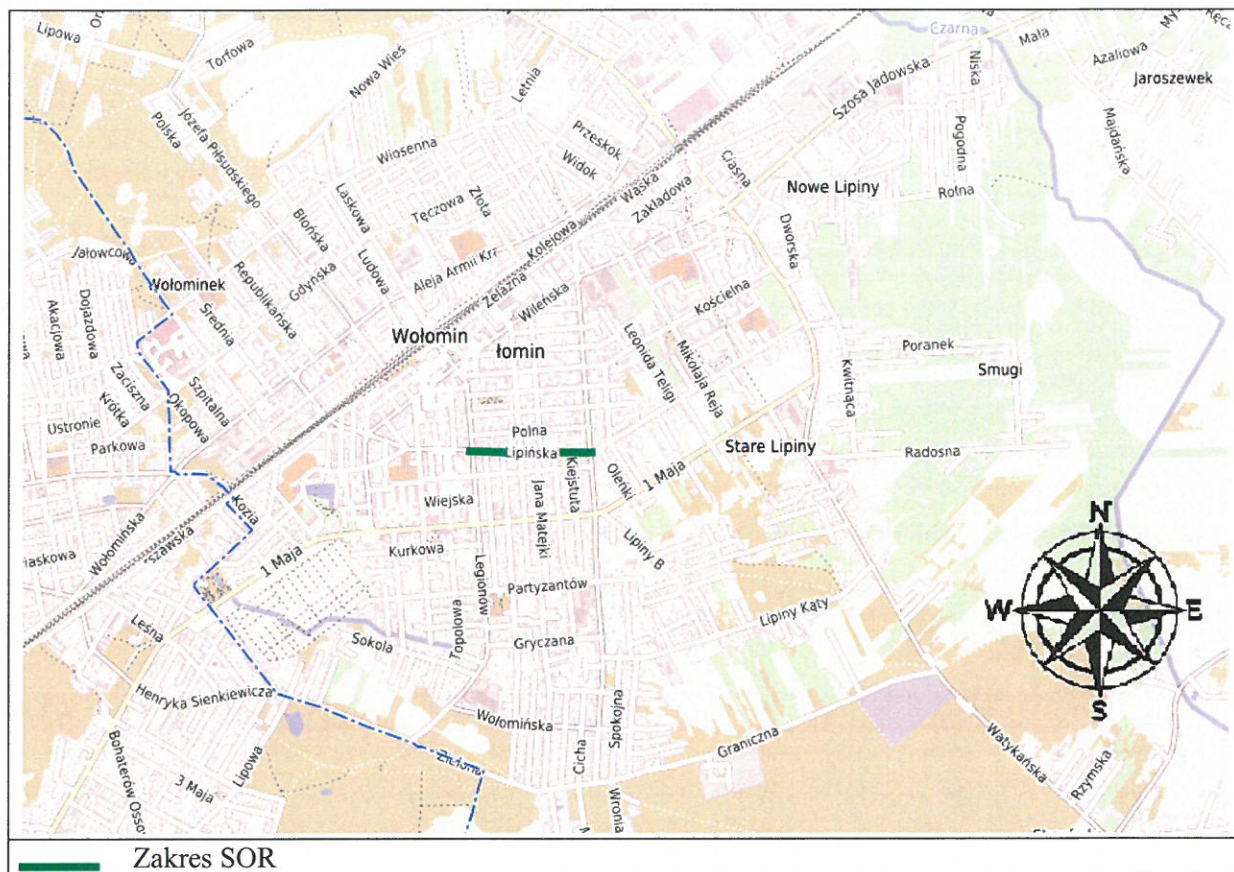 Lipowa
Torfowa
Nowa Wieś
Letnia
Czarna
Mała
Azaliowa
Jaroszewek
Niska
Szosa Jadowska
Józefa Piłsudskiego
Polska
Wiosenna
Przeskok
Widok
Ciasna
Pogodna
Majdańska
Wąska
Zakładowa
Nowe Lipiny
Rolna
Laskowa
Tęczowa
Złota
Błońska
Kolejowa
Dworska
Ludowa
Republikańska
Gdyńska
Żelazna
Wileńska
Kościelna
Wołominek
Akacjowa
Dojazdowa
Średnia
Wołomin
łomin
Leonida Teligi
Mikołaja Reja
Poranek
Smugi
Kwitnąca
Zaciszna
Krótka
Szpitalna
Okopowa
Ustronie
Parkowa
Polna
Lipińska
Stare Lipiny
Radosna
Kiejstuta
Oleńki
1 Maja
Wiejska
Jana Matejki
Kozia
Wołomińska
1 Maja
Kurkowa
Lipiny B
N
Legionów
Partyzantów
Lipiny Kąty
W
E
Leśna
Sokola
Topolowa
Gryczana
Henryka Sienkiewicza
S
Wołomińska
Spokojna
Cicha
Graniczna
Watykańska
Rzymska
Lipowa
3 Maja
Wronia
Zakres SOR